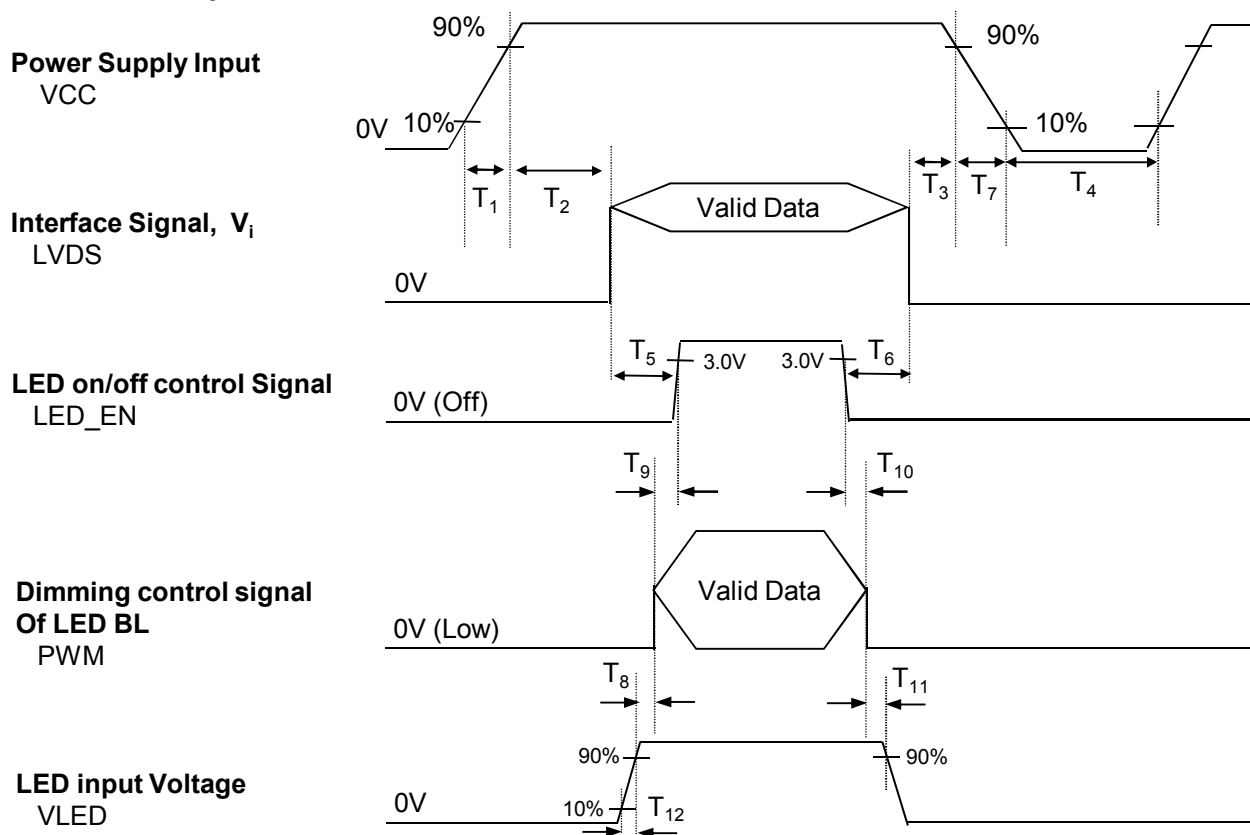 90%
90%
Power Supply Input
VCC
0V 10%
10%
T1
T2
T3
T7
T4
Valid Data
Interface Signal, Vi
LVDS
0V
T5
3.0V
3.0V
T6
LED on/off control Signal
LED_EN
0V (Off)
T9
T10
Dimming control signal
Of LED BL
PWM
Valid Data
0V (Low)
T8
T11
90%
90%
LED input Voltage
VLED
0V
10%
T12